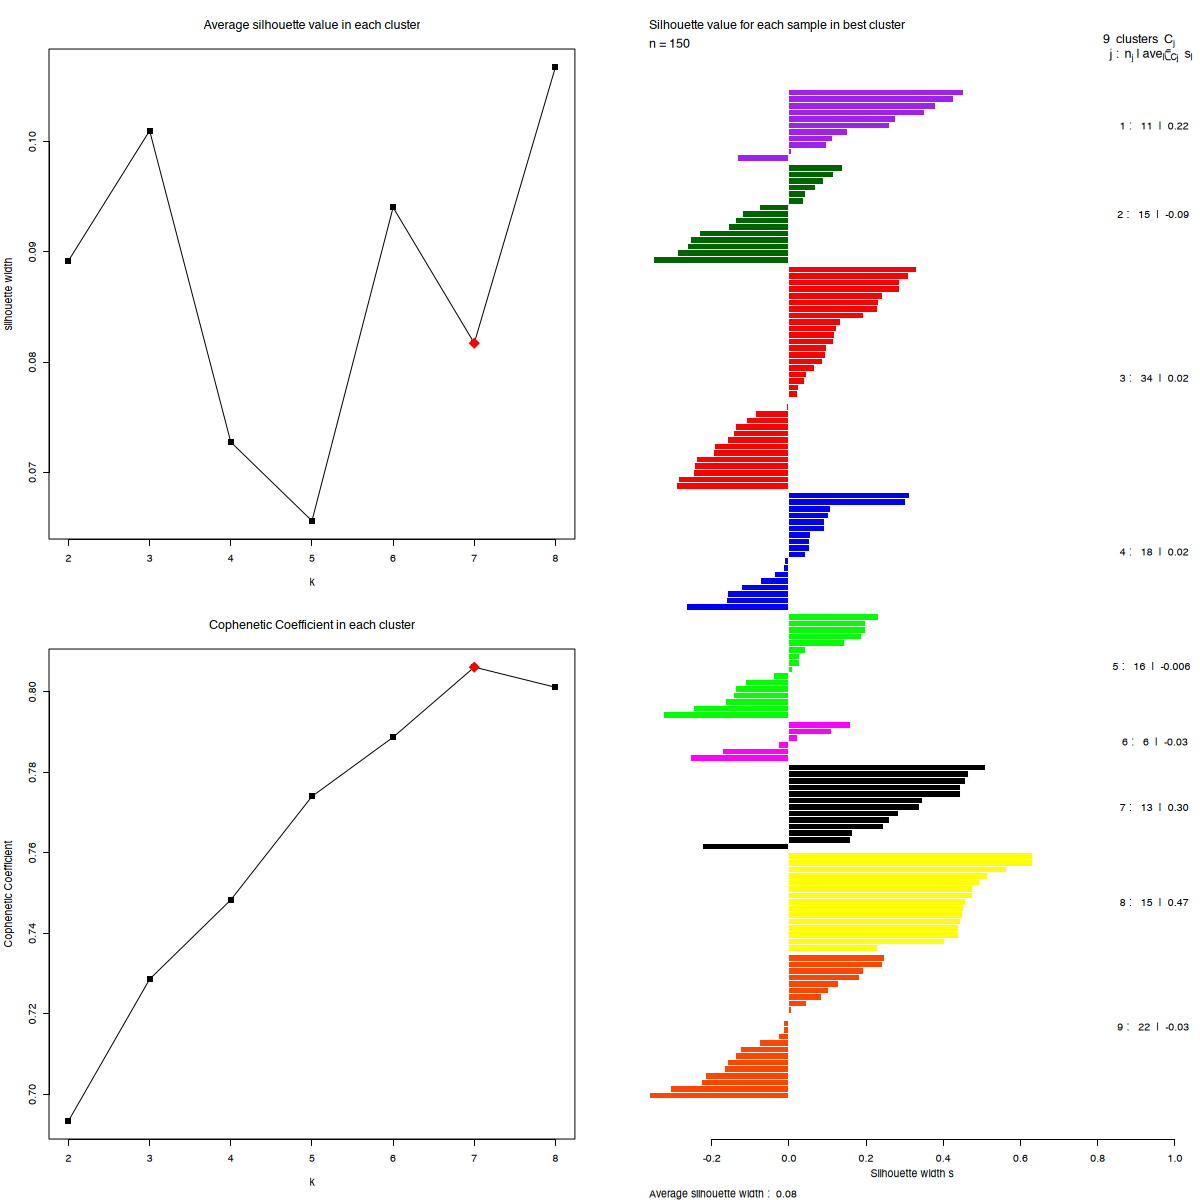 Average silhouette value in each cluster
silhouette width
0.10
0.09
0.08
0.07
2 3 4 5 6 7 8
k
Cophenetic Coefficient in each cluster
Cophenetic Coefficient
0.80
0.78
0.76
0.74
0.72
0.70
2 3 4 5 6 7 8
k
Silhouette value for each sample in best cluster
n = 150
9 clusters Cj
j : nj | avei∈Cj si
1 : 11 | 0.22
2 : 15 | -0.09
3 : 34 | 0.02
4 : 18 | 0.02
5 : 16 | -0.006
6 : 6 | -0.03
7 : 13 | 0.30
8 : 15 | 0.47
9 : 22 | -0.03
-0.2 0.0 0.2 0.4 0.6 0.8 1.0
Silhouette width s
Average silhouette width : 0.08